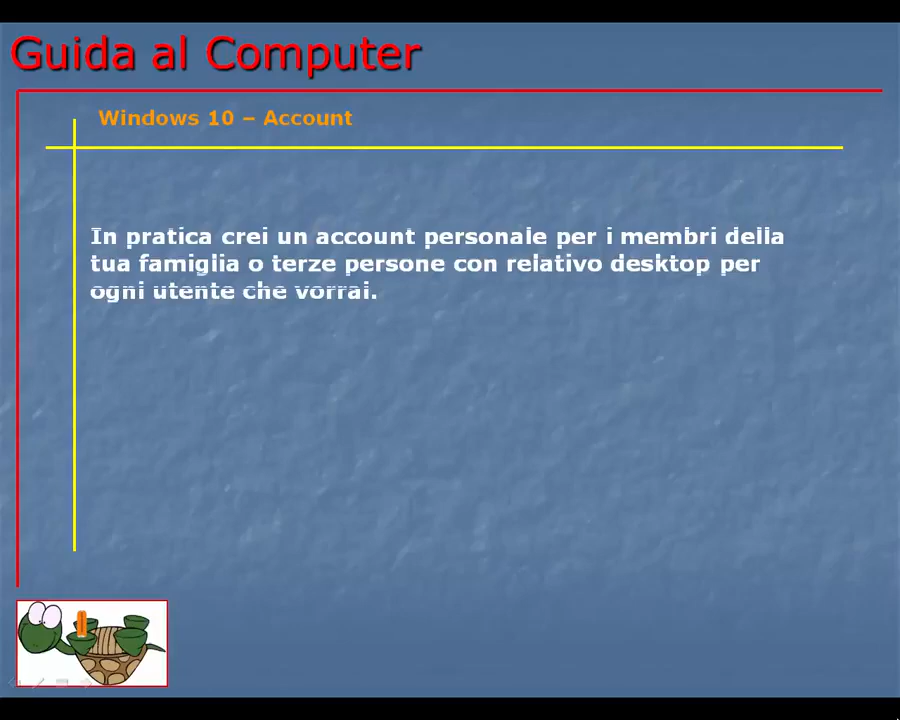 Guida al Computer
Windows 10 – Account
In pratica crei un account personale per i membri della
tua famiglia o terze persone con relativo desktop per
ogni utente che vorrai.